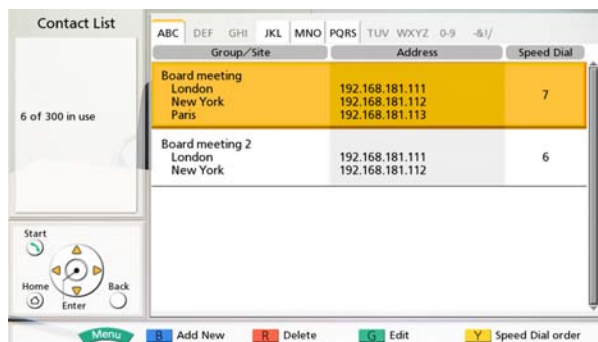 Contact List
ABC DEF GHI JKL MNO PQRS TUV WXYZ 0-9 -&!/
Group/Site Address Speed Dial
6 of 300 in use
Board meeting
London 192.168.181.111
New York 192.168.181.112 7
Paris 192.168.181.113
Board meeting 2
London 192.168.181.111 6
New York 192.168.181.112
Start
Home Back
Enter
Menu B Add New R Delete G Edit Y Speed Dial order